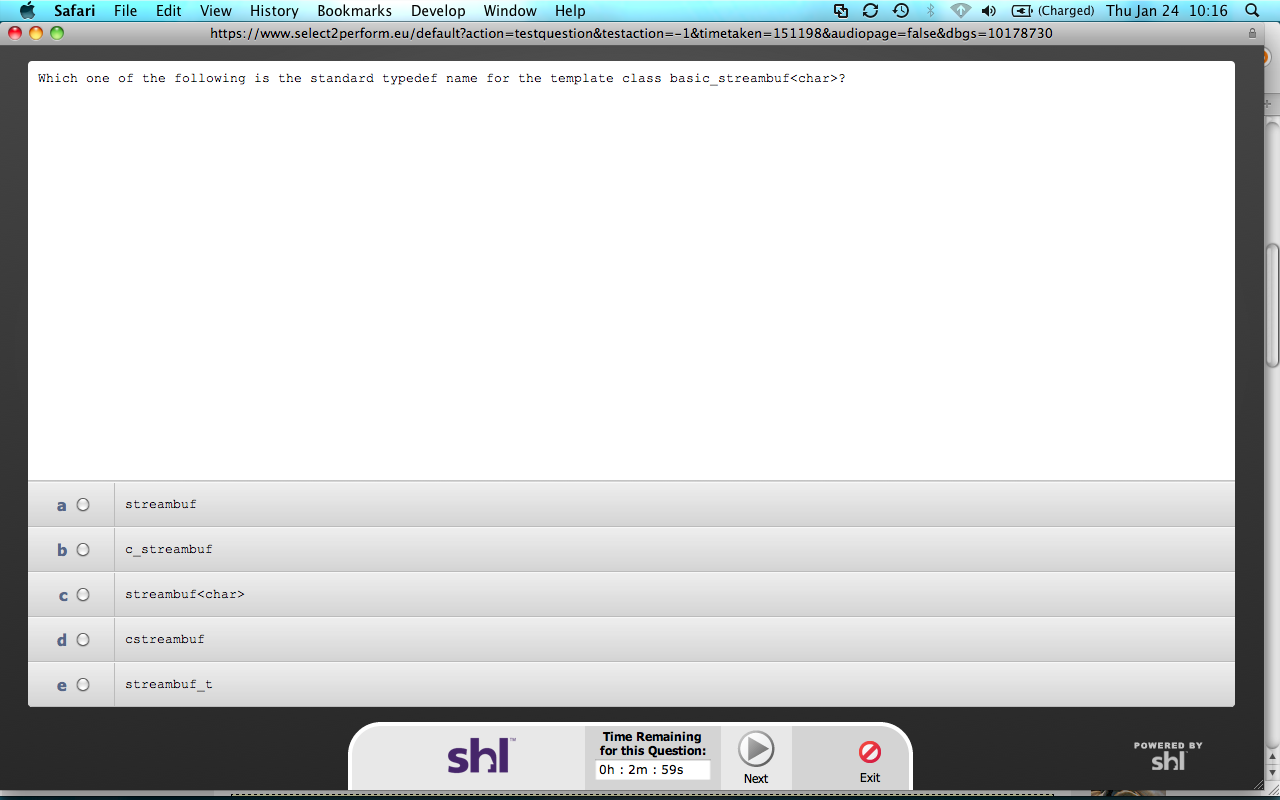 Safari File Edit View History Bookmarks Develop Window Help (Charged) Thu Jan 24 10:16
https://www.select2perform.eu/default?action=testquestion&testaction=-1&timetaken=151198&audiopage=false&dbgs=10178730
Which one of the following is the standard typedef name for the template class basic_streambuf<char>?
a streambuf
b c_streambuf
c streambuf<char>
d cstreambuf
e streambuf_t
shl™
Time Remaining
for this Question:
0h : 2m : 59s
Next
Exit
POWERED BY
shl